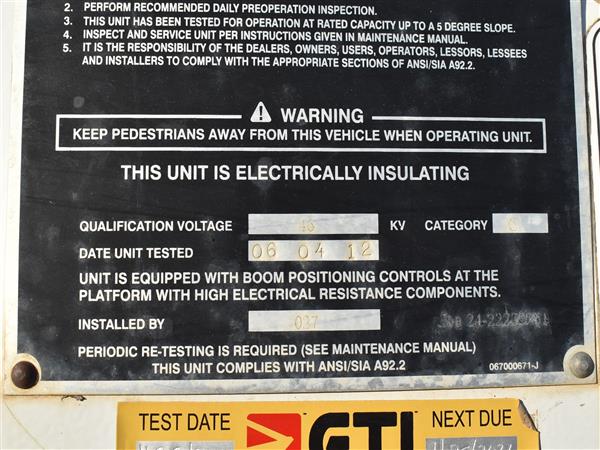 2. PERFORM RECOMMENDED DAILY PREOPERATION INSPECTION.
3. THIS UNIT HAS BEEN TESTED FOR OPERATION AT RATED CAPACITY UP TO A 5 DEGREE SLOPE.
4. INSPECT AND SERVICE UNIT PER INSTRUCTIONS GIVEN IN MAINTENANCE MANUAL.
5. IT IS THE RESPONSIBILITY OF THE DEALERS, OWNERS, USERS, OPERATORS, LESSORS, LESSEES
AND INSTALLERS TO COMPLY WITH THE APPROPRIATE SECTIONS OF ANSI/SIA A92.2.
WARNING
KEEP PEDESTRIANS AWAY FROM THIS VEHICLE WHEN OPERATING UNIT.
THIS UNIT IS ELECTRICALLY INSULATING
QUALIFICATION VOLTAGE 46 KV CATEGORY C
DATE UNIT TESTED 06 04 12
UNIT IS EQUIPPED WITH BOOM POSITIONING CONTROLS AT THE
PLATFORM WITH HIGH ELECTRICAL RESISTANCE COMPONENTS.
INSTALLED BY 037
PERIODIC RE-TESTING IS REQUIRED (SEE MAINTENANCE MANUAL)
THIS UNIT COMPLIES WITH ANSI/SIA A92.2 067000671-J
TEST DATE GTI NEXT DUE